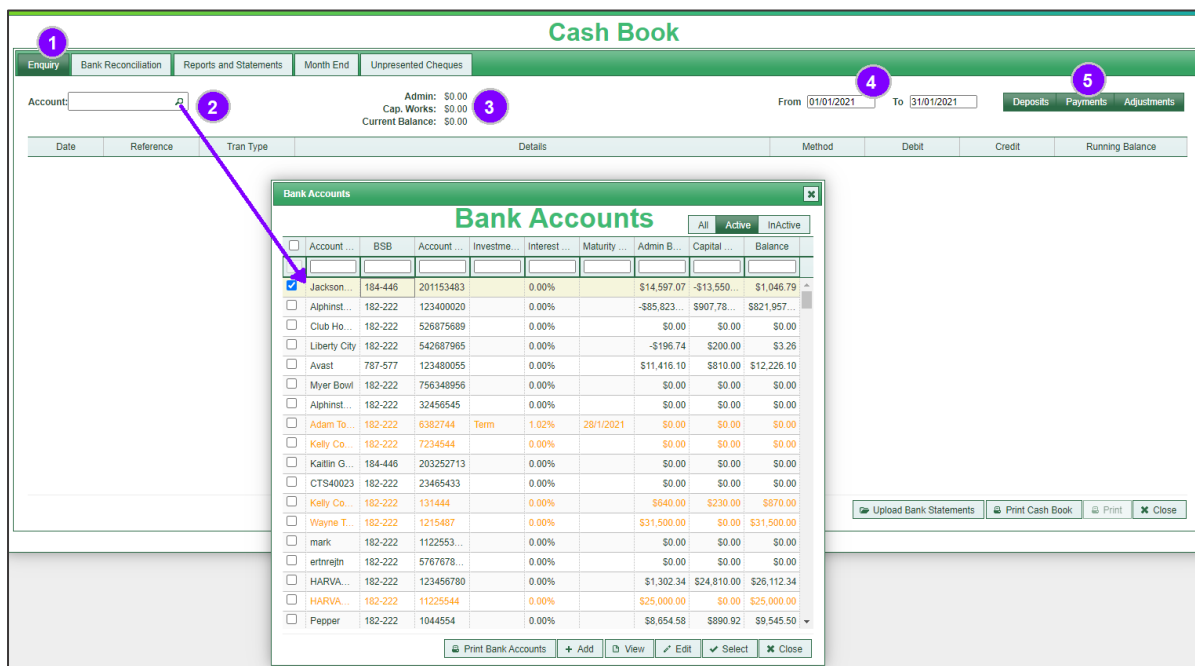 Cash Book
1
Enquiry Bank Reconciliation Reports and Statements Month End Unpresented Cheques
Account: 2
Admin: $0.00
Cap. Works: $0.00
Current Balance: $0.00
3
4
From 01/01/2021 To 31/01/2021
5
Deposits Payments Adjustments
Date Reference Tran Type Details Method Debit Credit Running Balance
Bank Accounts
Bank Accounts
All Active InActive
Account ... BSB Account ... Investme... Interest ... Maturity ... Admin B... Capital ... Balance
Jackson... 184-446 201153483 0.00% $14,597.07 -$13,550... $1,046.79
Alphinst... 182-222 123400020 0.00% -$85,823... $907,78... $821,957...
Club Ho... 182-222 526875689 0.00% $0.00 $0.00 $0.00
Liberty City 182-222 542687965 0.00% -$196.74 $200.00 $3.26
Avast 787-577 123480055 0.00% $11,416.10 $810.00 $12,226.10
Myer Bowl 182-222 756348956 0.00% $0.00 $0.00 $0.00
Alphinst... 182-222 32456545 0.00% $0.00 $0.00 $0.00
Adam To... 182-222 6382744 Term 1.02% 28/1/2021 $0.00 $0.00 $0.00
Kelly Co... 182-222 7234544 0.00% $0.00 $0.00 $0.00
Kaitlin G... 184-446 203252713 0.00% $0.00 $0.00 $0.00
CTS40023 182-222 23465433 0.00% $0.00 $0.00 $0.00
Kelly Co... 182-222 131444 0.00% $640.00 $230.00 $870.00
Wayne T... 182-222 1215487 0.00% $31,500.00 $0.00 $31,500.00
mark 182-222 1122553... 0.00% $0.00 $0.00 $0.00
ertnrejtn 182-222 5767678... 0.00% $0.00 $0.00 $0.00
HARVA... 182-222 123456780 0.00% $1,302.34 $24,810.00 $26,112.34
HARVA... 182-222 11225544 0.00% $25,000.00 $0.00 $25,000.00
Pepper 182-222 1044554 0.00% $8,654.58 $890.92 $9,545.50
Print Bank Accounts Add View Edit Select Close
Upload Bank Statements Print Cash Book Print Close